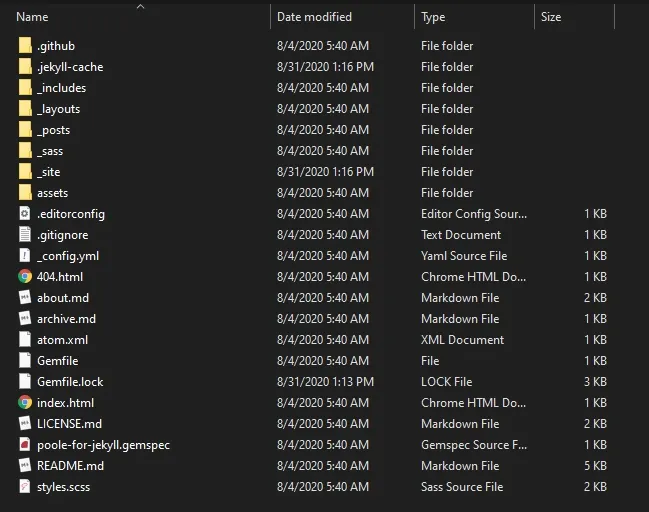 Name Date modified Type Size
.github 8/4/2020 5:40 AM File folder
.jekyll-cache 8/31/2020 1:16 PM File folder
_includes 8/4/2020 5:40 AM File folder
_layouts 8/4/2020 5:40 AM File folder
_posts 8/4/2020 5:40 AM File folder
_sass 8/4/2020 5:40 AM File folder
_site 8/31/2020 1:16 PM File folder
assets 8/4/2020 5:40 AM File folder
.editorconfig 8/4/2020 5:40 AM Editor Config Sour... 1 KB
.gitignore 8/4/2020 5:40 AM Text Document 1 KB
_config.yml 8/4/2020 5:40 AM Yaml Source File 1 KB
404.html 8/4/2020 5:40 AM Chrome HTML Do... 1 KB
about.md 8/4/2020 5:40 AM Markdown File 2 KB
archive.md 8/4/2020 5:40 AM Markdown File 1 KB
atom.xml 8/4/2020 5:40 AM XML Document 1 KB
Gemfile 8/4/2020 5:40 AM File 1 KB
Gemfile.lock 8/31/2020 1:13 PM LOCK File 3 KB
index.html 8/4/2020 5:40 AM Chrome HTML Do... 1 KB
LICENSE.md 8/4/2020 5:40 AM Markdown File 2 KB
poole-for-jekyll.gemspec 8/4/2020 5:40 AM Gemspec Source F... 1 KB
README.md 8/4/2020 5:40 AM Markdown File 5 KB
styles.scss 8/4/2020 5:40 AM Sass Source File 2 KB